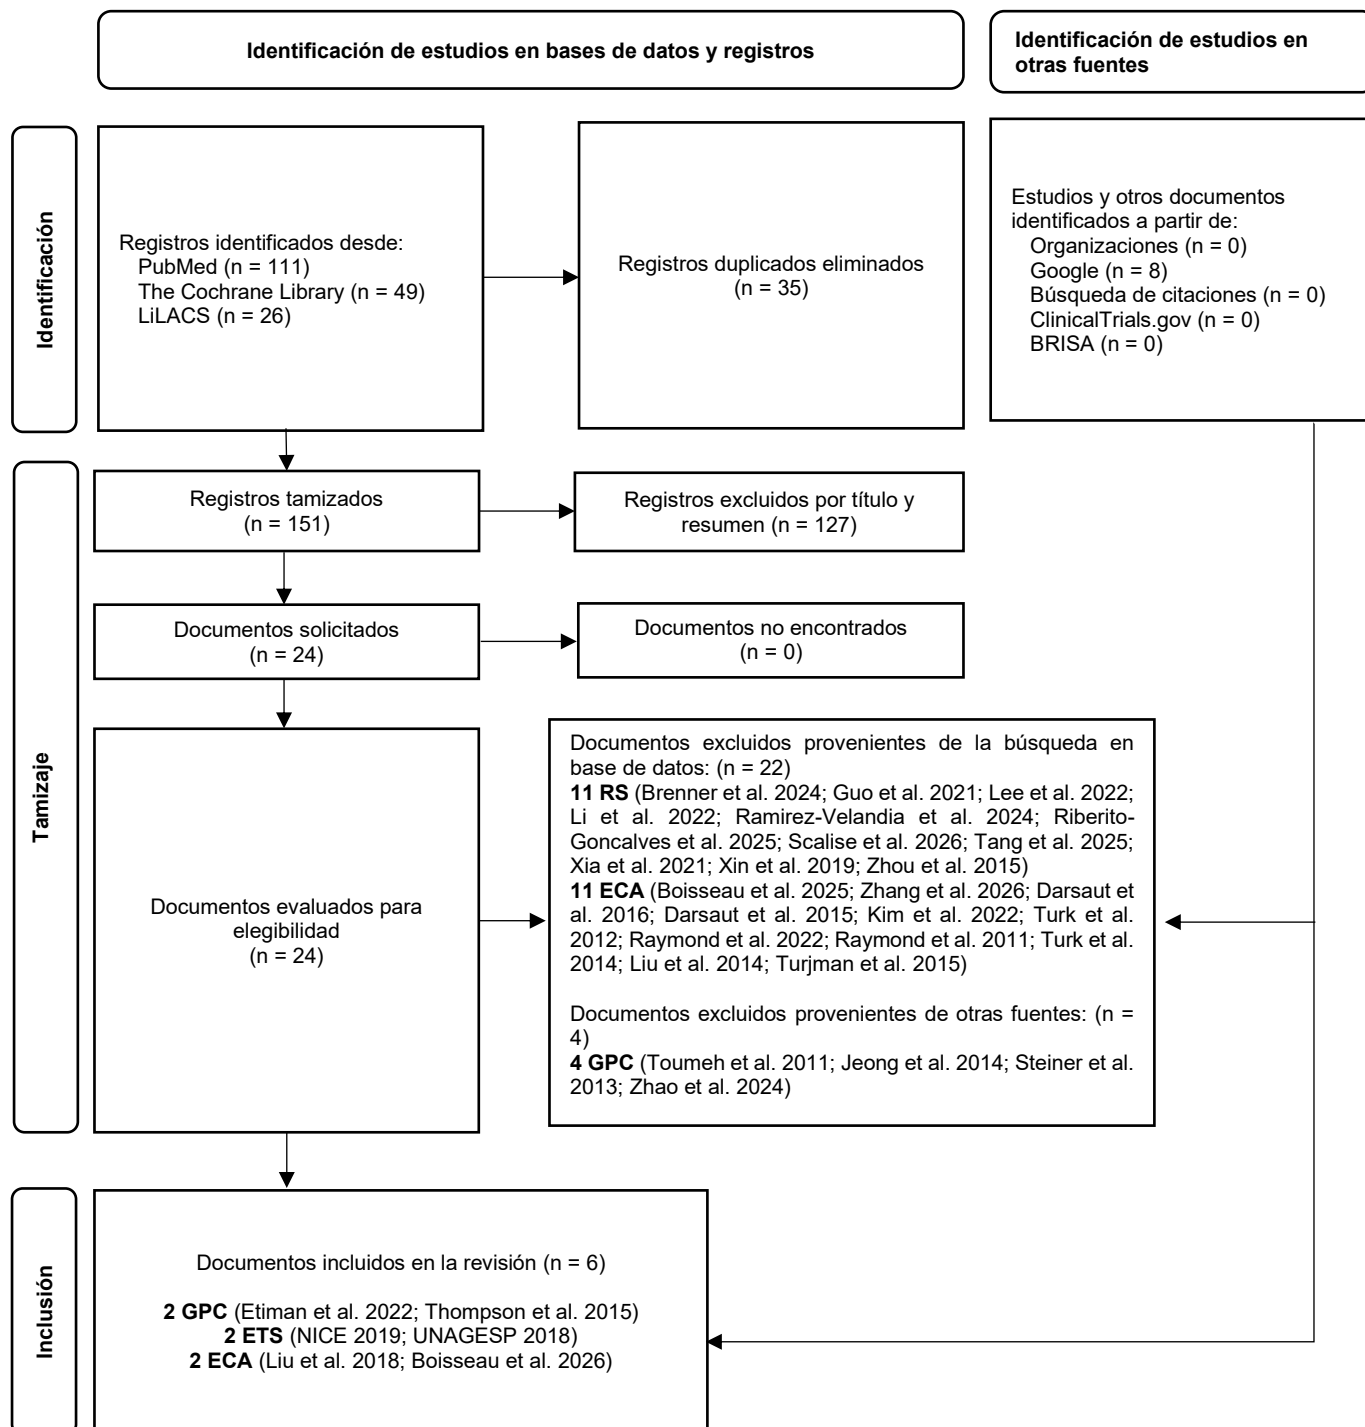 Identificación de estudios en bases de datos y registros
Identificación de estudios en
otras fuentes
Identificación
Registros identificados desde:
PubMed (n = 111)
The Cochrane Library (n = 49)
LiLACS (n = 26)
Registros duplicados eliminados
(n = 35)
Estudios y otros documentos
identificados a partir de:
Organizaciones (n = 0)
Google (n = 8)
Búsqueda de citaciones (n = 0)
ClinicalTrials.gov (n = 0)
BRISA (n = 0)
Tamizaje
Registros tamizados
(n = 151)
Registros excluidos por título y
resumen (n = 127)
Documentos solicitados
(n = 24)
Documentos no encontrados
(n = 0)
Documentos evaluados para
elegibilidad
(n = 24)
Documentos excluidos provenientes de la búsqueda en
base de datos: (n = 22)
11 RS (Brenner et al. 2024; Guo et al. 2021; Lee et al. 2022;
Li et al. 2022; Ramirez-Velandia et al. 2024; Riberito-
Goncalves et al. 2025; Scalise et al. 2026; Tang et al. 2025;
Xia et al. 2021; Xin et al. 2019; Zhou et al. 2015)
11 ECA (Boisseau et al. 2025; Zhang et al. 2026; Darsaut et
al. 2016; Darsaut et al. 2015; Kim et al. 2022; Turk et al.
2012; Raymond et al. 2022; Raymond et al. 2011; Turk et al.
2014; Liu et al. 2014; Turjman et al. 2015)
Documentos excluidos provenientes de otras fuentes: (n =
4)
4 GPC (Toumeh et al. 2011; Jeong et al. 2014; Steiner et al.
2013; Zhao et al. 2024)
Inclusión
Documentos incluidos en la revisión (n = 6)
2 GPC (Etiman et al. 2022; Thompson et al. 2015)
2 ETS (NICE 2019; UNAGESP 2018)
2 ECA (Liu et al. 2018; Boisseau et al. 2026)